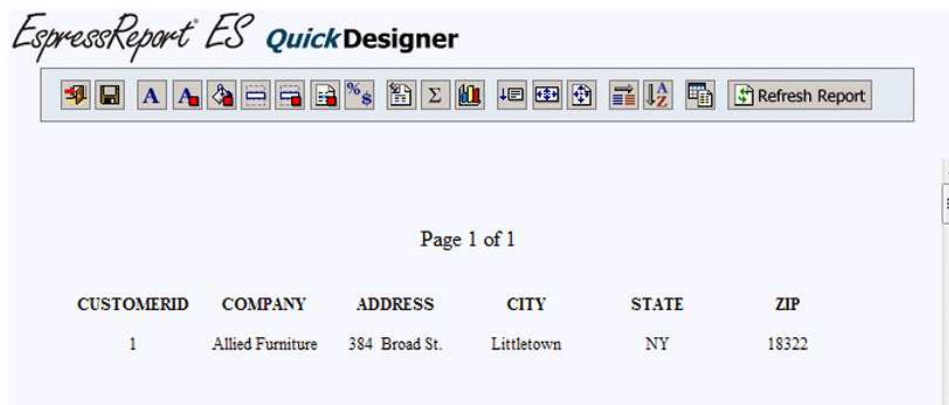 EspressReport ES QuickDesigner
A A % $ Σ A Z Refresh Report
Page 1 of 1
CUSTOMERID COMPANY ADDRESS CITY STATE ZIP
1 Allied Furniture 384 Broad St. Littletown NY 18322